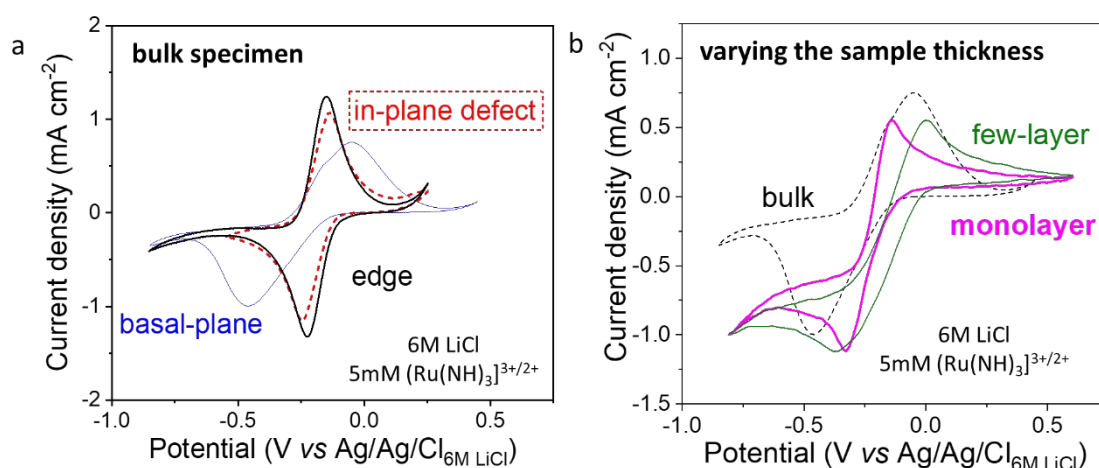 a
bulk specimen
in-plane defect
edge
basal-plane
6M LiCl
5mM (Ru(NH)₃]³⁺/²⁺
Current density (mA cm⁻²)
2
1
0
-1
-2
-1.0 -0.5 0.0 0.5
Potential (V vs Ag/Ag/Cl₆M LiCl)
b
varying the sample thickness
few-layer
bulk
monolayer
6M LiCl
5mM (Ru(NH)₃]³⁺/²⁺
Current density (mA cm⁻²)
1.0
0.5
0.0
-0.5
-1.0
-1.5
-1.0 -0.5 0.0 0.5
Potential (V vs Ag/Ag/Cl₆M LiCl)